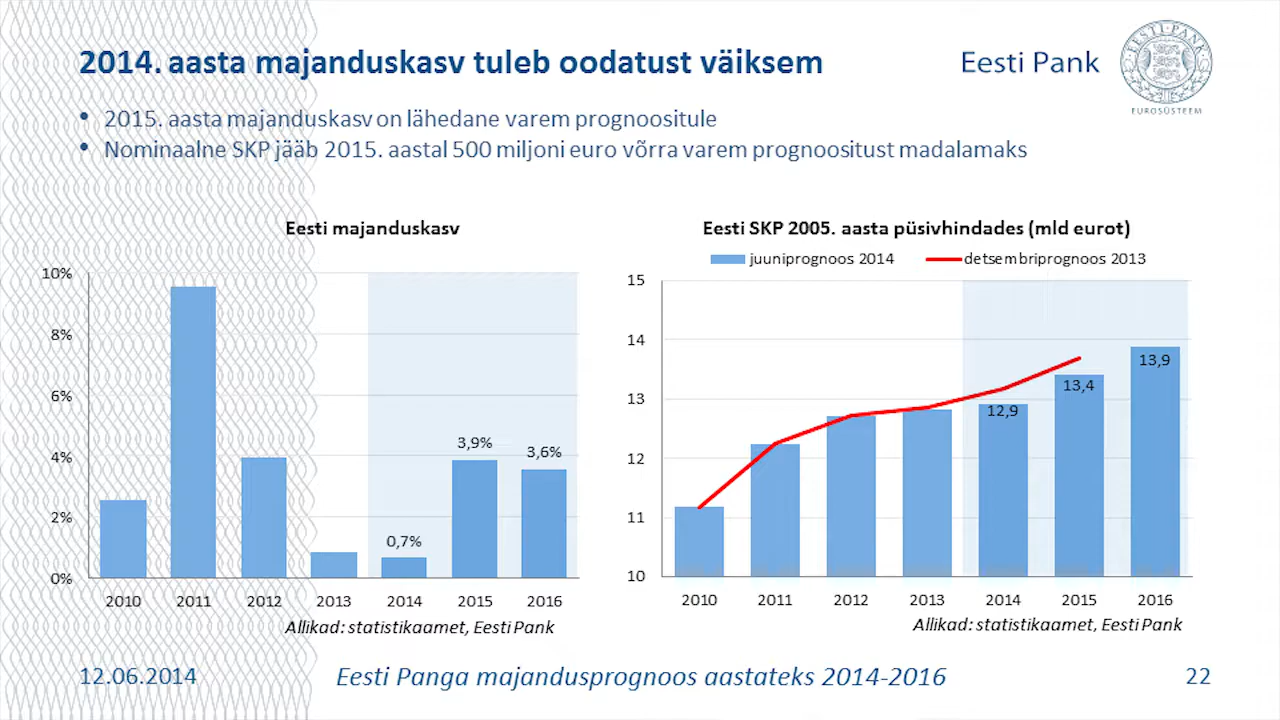 2014. aasta majanduskasv tuleb oodatust väiksem
Eesti Pank
EESTI PANK
EUROSÜSTEEM
• 2015. aasta majanduskasv on lähedane varem prognoositule
• Nominaalne SKP jääb 2015. aastal 500 miljoni euro võrra varem prognoositust madalamaks
Eesti majanduskasv
10%
8%
6%
4%
2%
0%
3,9%
3,6%
0,7%
2010 2011 2012 2013 2014 2015 2016
Allikad: statistikaamet, Eesti Pank
Eesti SKP 2005. aasta püsivhindades (mld eurot)
juuniprognoos 2014 detsembriprognoos 2013
15
14
13
12
11
10
13,9
13,4
12,9
2010 2011 2012 2013 2014 2015 2016
Allikad: statistikaamet, Eesti Pank
12.06.2014 Eesti Panga majandusprognoos aastateks 2014-2016 22